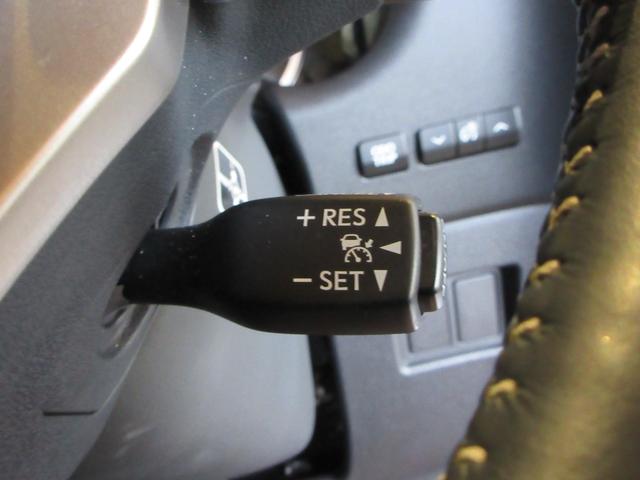 + RES ▲
◀
− SET ▼